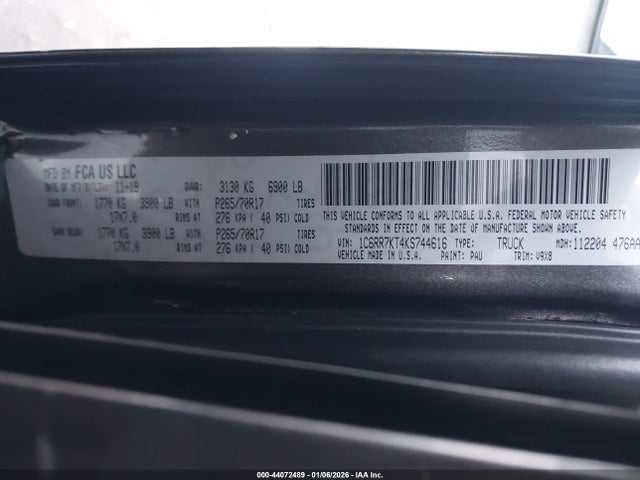 MFD BY FCA US LLC
DATE OF MFR 11-19 GVWR: 3130 KG 6900 LB
GAWR FRONT: 1770 KG 3900 LB WITH P265/70R17 TIRES
17X7.0 RIMS AT 276 KPA ( 40 PSI) COLD
GAWR REAR: 1770 KG 3900 LB WITH P265/70R17 TIRES
17X7.0 RIMS AT 276 KPA ( 40 PSI) COLD
THIS VEHICLE CONFORMS TO ALL APPLICABLE U.S.A. FEDERAL MOTOR VEHICLE SAFETY
STANDARDS IN EFFECT ON THE DATE OF MANUFACTURE SHOWN ABOVE.
VIN: 1C6RR7KT4KS744616 TYPE: TRUCK MDH: 112204 476AA
VEHICLE MADE IN U.S.A. PAINT: PAU TRIM: V9X8
000-44072489 - 01/06/2026 - IAA Inc.